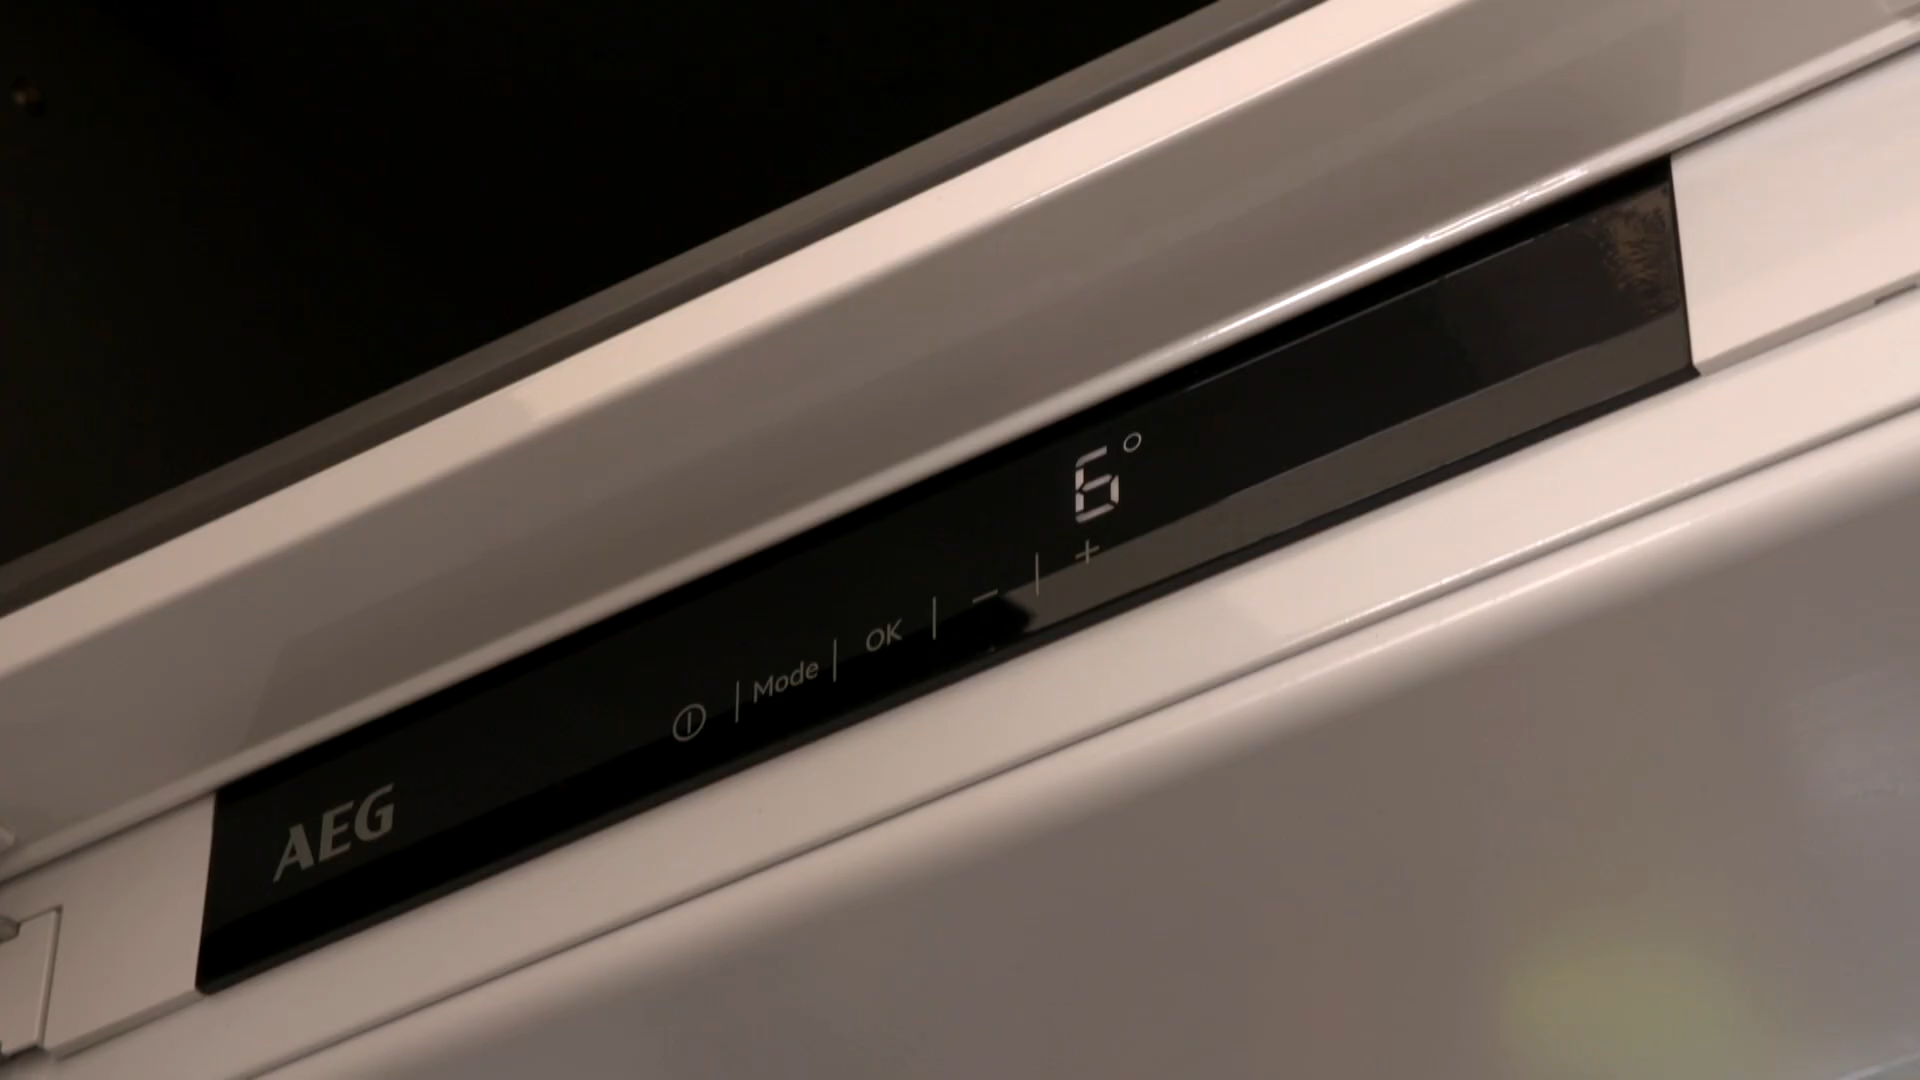 6°
Mode | OK | − | +
AEG